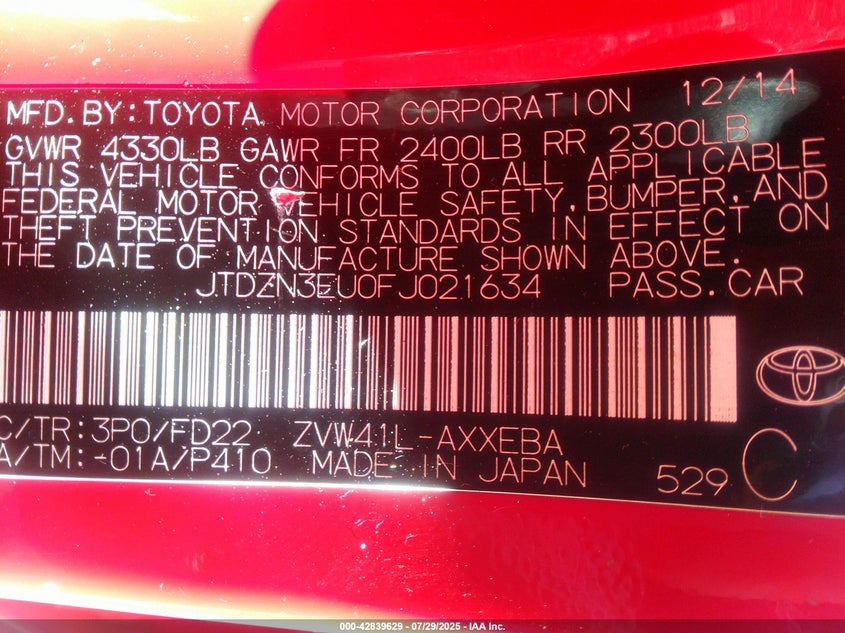 MFD. BY: TOYOTA MOTOR CORPORATION 12/14
GVWR 4330LB GAWR FR 2400LB RR 2300LB
THIS VEHICLE CONFORMS TO ALL APPLICABLE
FEDERAL MOTOR VEHICLE SAFETY, BUMPER, AND
THEFT PREVENTION STANDARDS IN EFFECT ON
THE DATE OF MANUFACTURE SHOWN ABOVE.
JTDZN3EU0FJ021634 PASS.CAR
C/TR: 3P0/FD22 ZVW41L-AXXEBA
A/TM: -01A/P410 MADE IN JAPAN 529 C
000-42839629 - 07/29/2025 - IAA Inc.